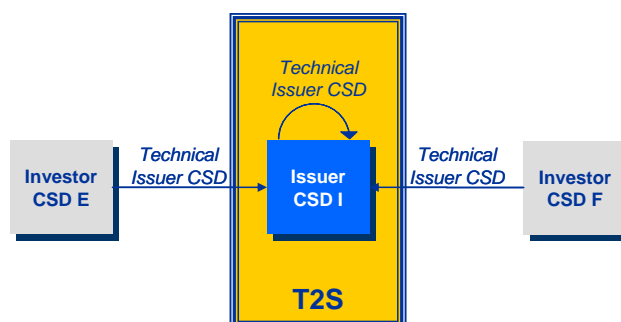 Technical
Issuer CSD
Investor
CSD E
Technical
Issuer CSD
Issuer
CSD I
Technical
Issuer CSD
Investor
CSD F
T2S